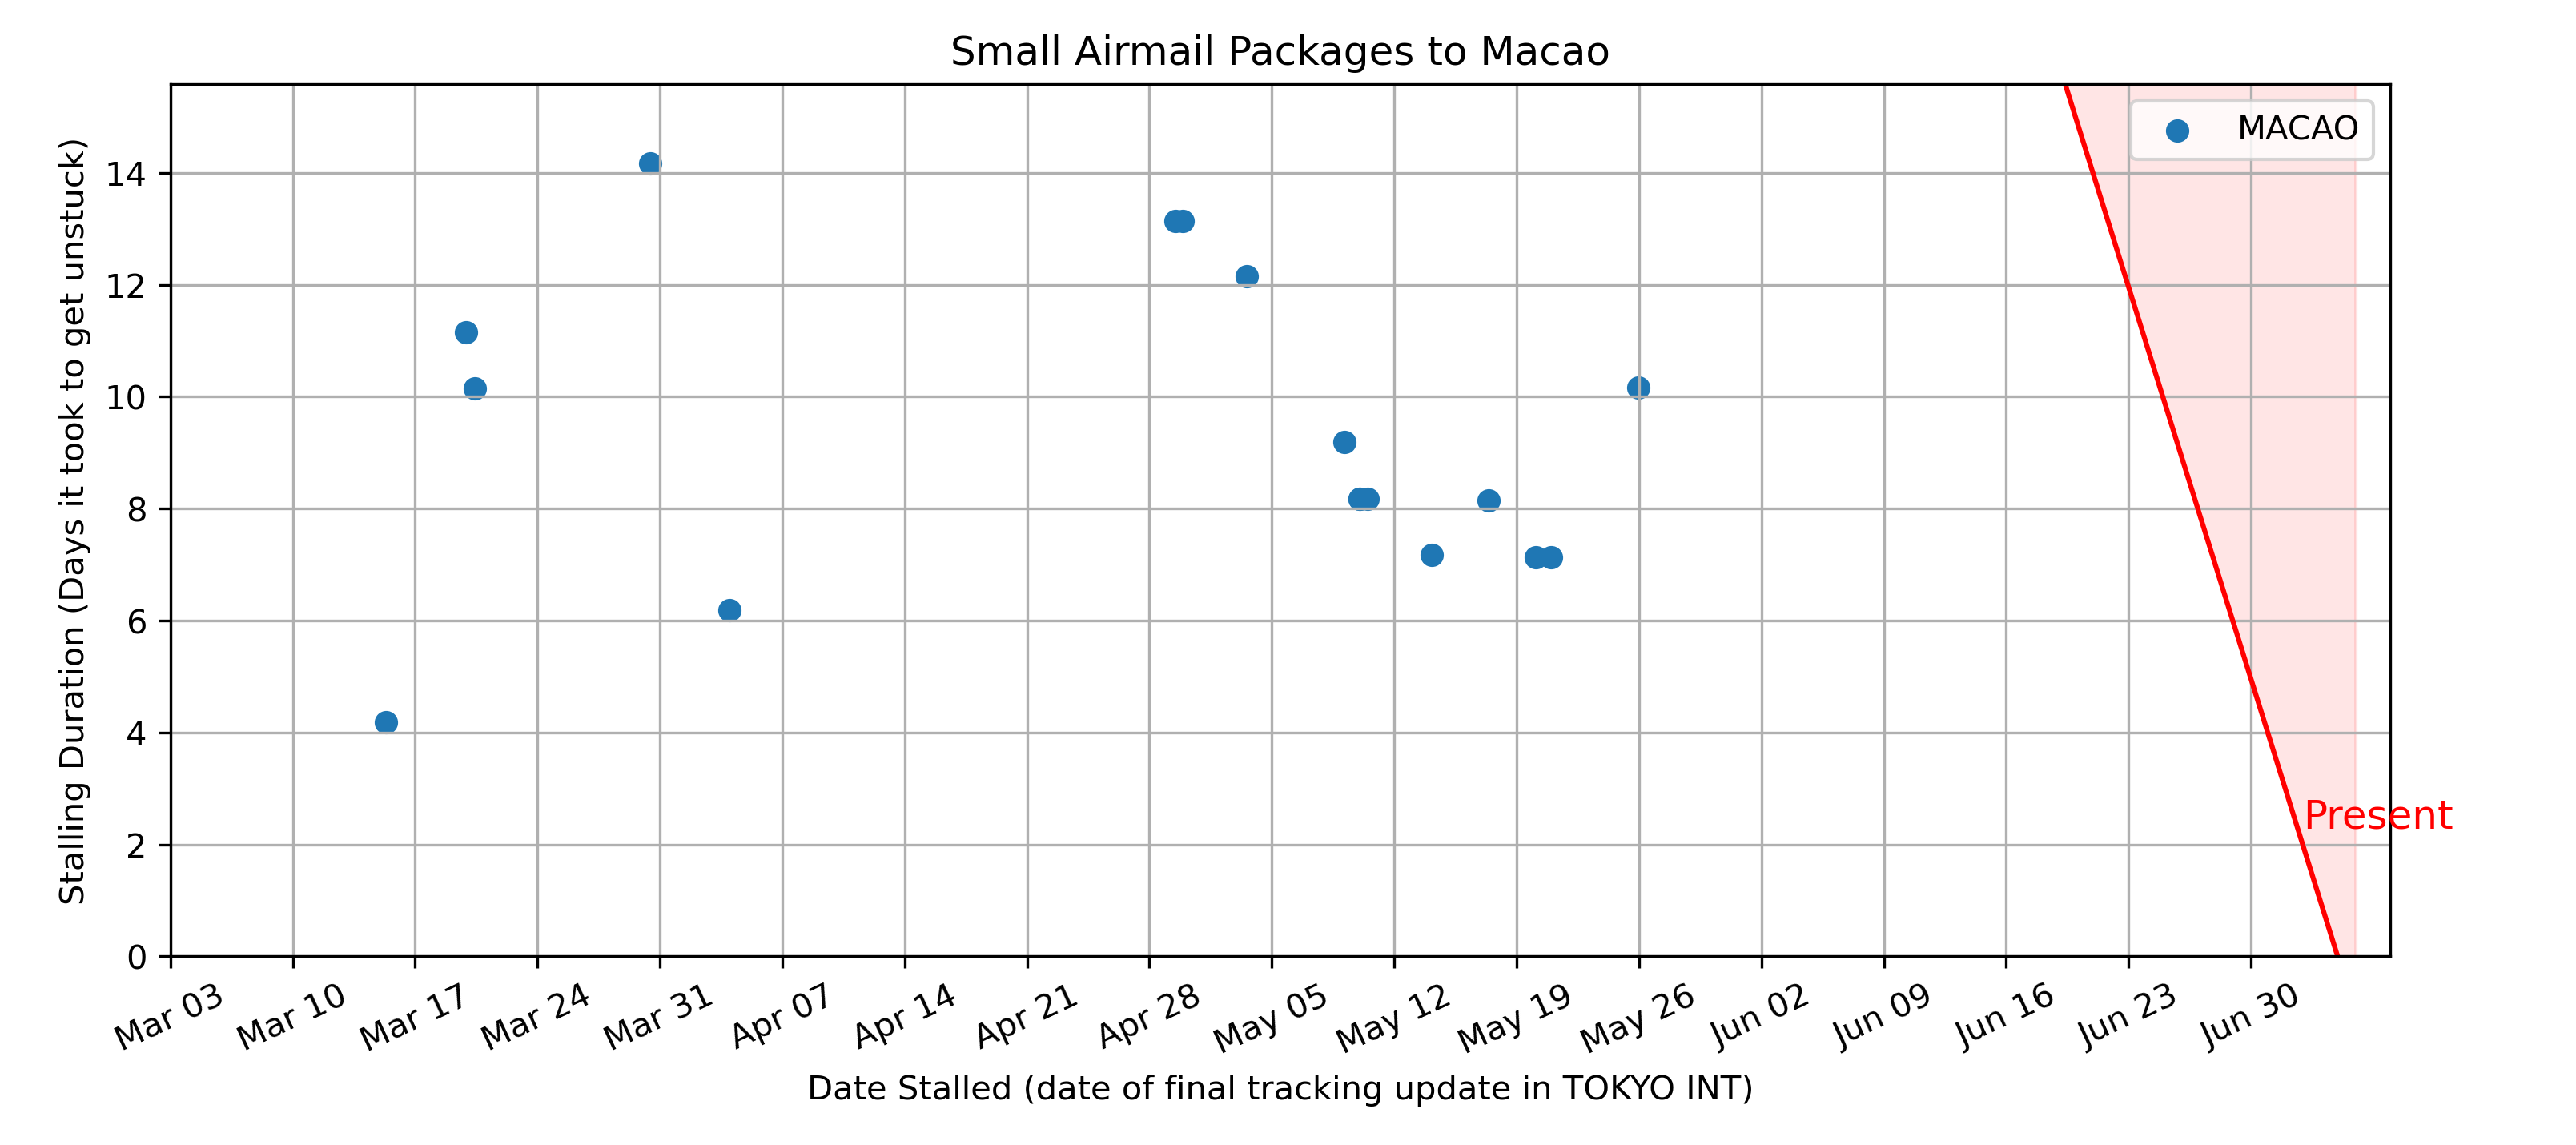 Small Airmail Packages to Macao
MACAO
Stalling Duration (Days it took to get unstuck)
14
12
10
8
6
4
2
0
Present
Mar 03
Mar 10
Mar 17
Mar 24
Mar 31
Apr 07
Apr 14
Apr 21
Apr 28
May 05
May 12
May 19
May 26
Jun 02
Jun 09
Jun 16
Jun 23
Jun 30
Date Stalled (date of final tracking update in TOKYO INT)